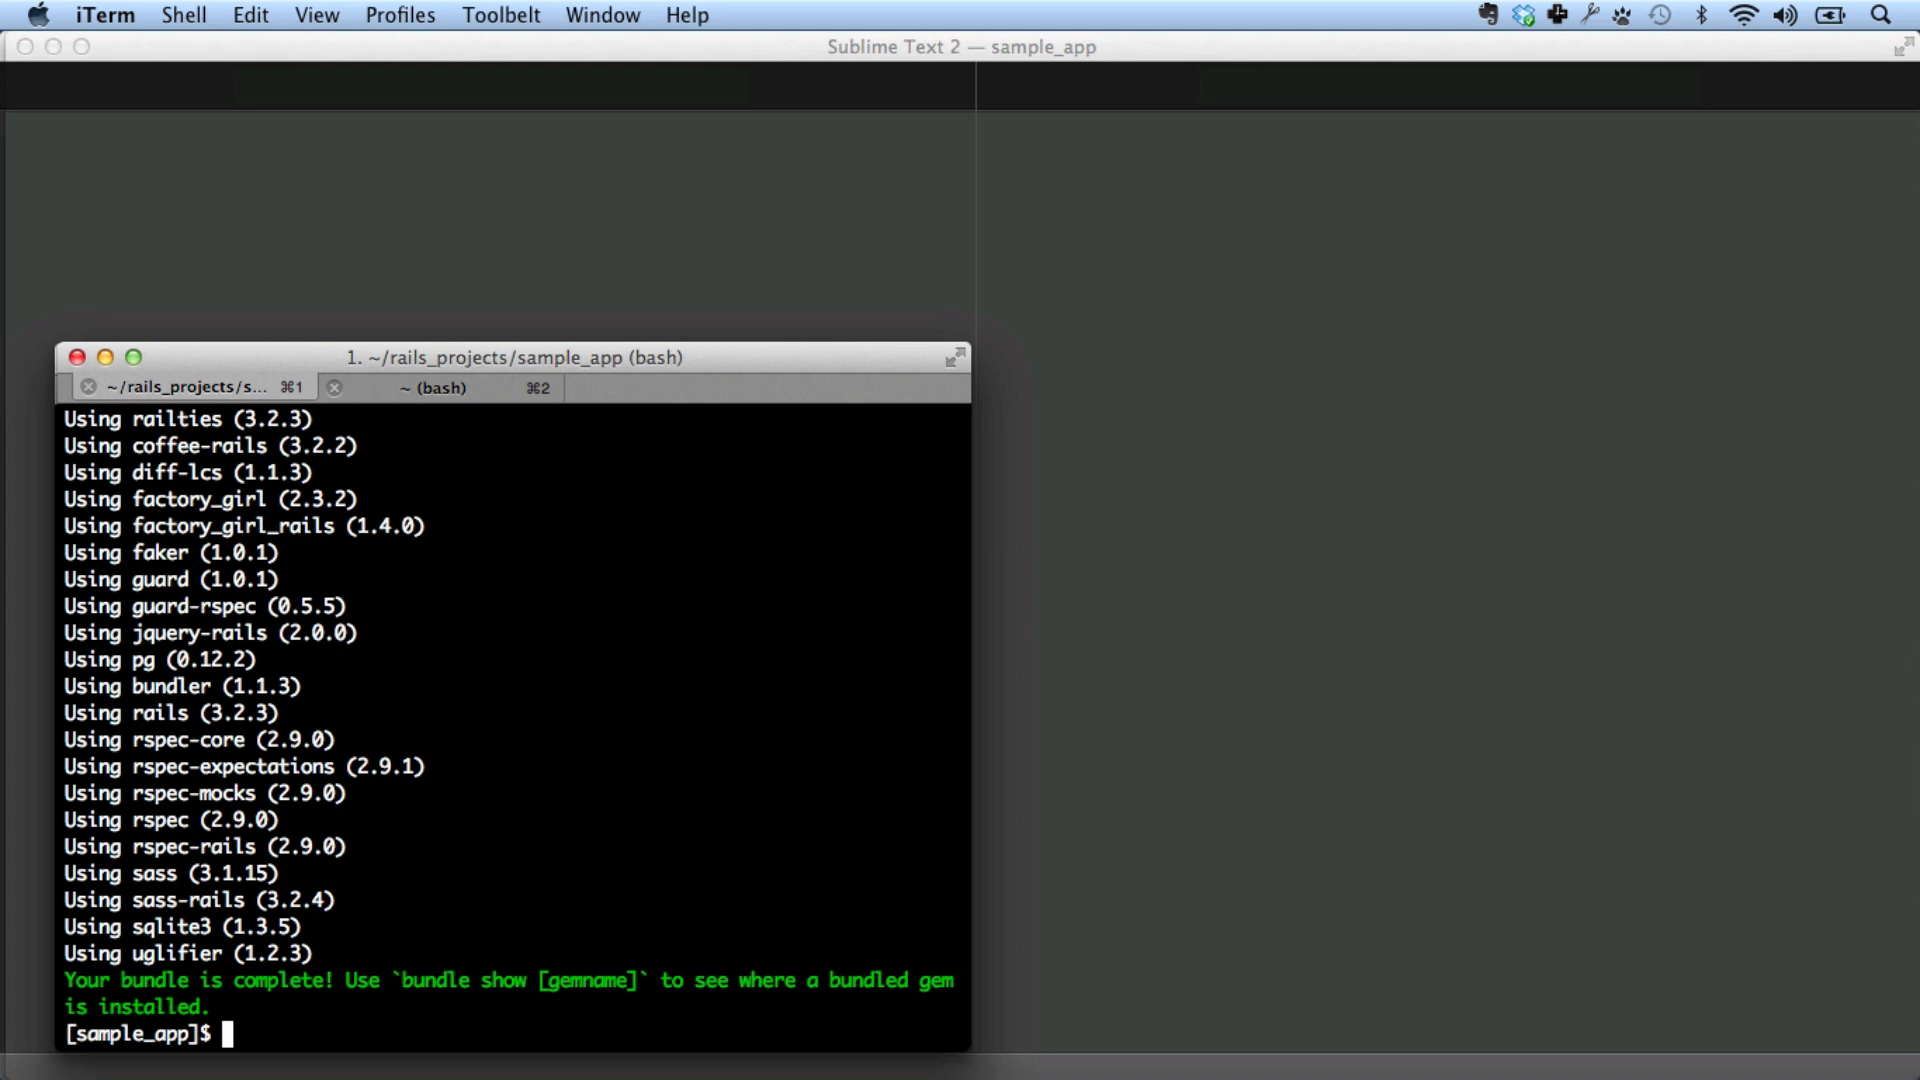 iTerm Shell Edit View Profiles Toolbelt Window Help
Sublime Text 2 — sample_app
1. ~/rails_projects/sample_app (bash)
~/rails_projects/s... ⌘1 ~ (bash) ⌘2
Using railties (3.2.3)
Using coffee-rails (3.2.2)
Using diff-lcs (1.1.3)
Using factory_girl (2.3.2)
Using factory_girl_rails (1.4.0)
Using faker (1.0.1)
Using guard (1.0.1)
Using guard-rspec (0.5.5)
Using jquery-rails (2.0.0)
Using pg (0.12.2)
Using bundler (1.1.3)
Using rails (3.2.3)
Using rspec-core (2.9.0)
Using rspec-expectations (2.9.1)
Using rspec-mocks (2.9.0)
Using rspec (2.9.0)
Using rspec-rails (2.9.0)
Using sass (3.1.15)
Using sass-rails (3.2.4)
Using sqlite3 (1.3.5)
Using uglifier (1.2.3)
Your bundle is complete! Use `bundle show [gemname]` to see where a bundled gem
is installed.
[sample_app]$